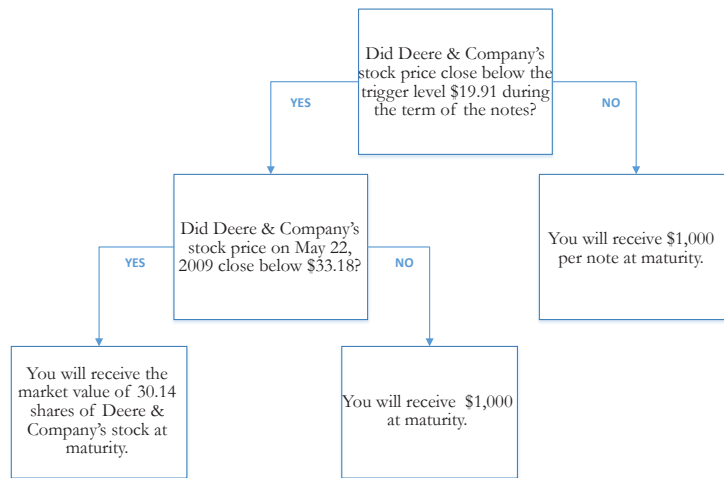 Did Deere & Company's
stock price close below the
trigger level $19.91 during
the term of the notes?
YES
NO
Did Deere & Company's
stock price on May 22,
2009 close below $33.18?
You will receive $1,000
per note at maturity.
YES
NO
You will receive the
market value of 30.14
shares of Deere &
Company's stock at
maturity.
You will receive $1,000
at maturity.